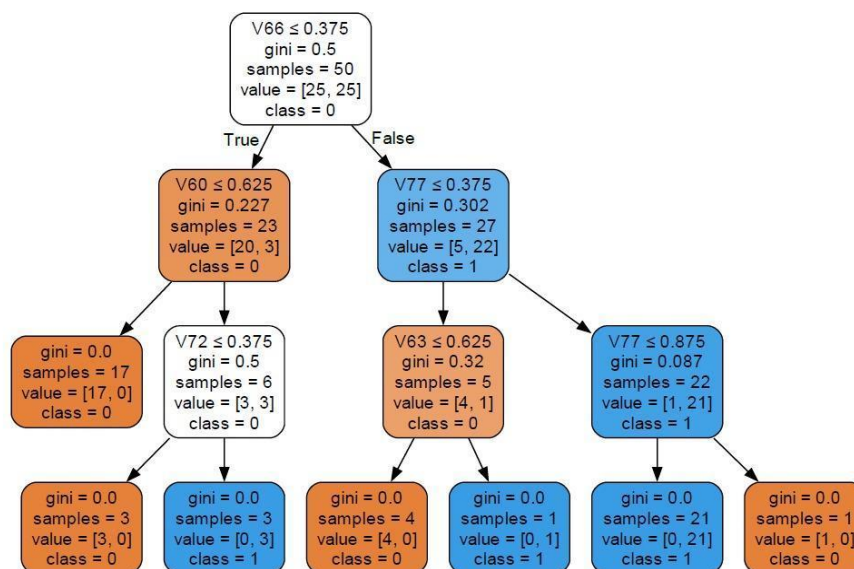 V66 ≤ 0.375
gini = 0.5
samples = 50
value = [25, 25]
class = 0
True
False
V60 ≤ 0.625
gini = 0.227
samples = 23
value = [20, 3]
class = 0
V77 ≤ 0.375
gini = 0.302
samples = 27
value = [5, 22]
class = 1
gini = 0.0
samples = 17
value = [17, 0]
class = 0
V72 ≤ 0.375
gini = 0.5
samples = 6
value = [3, 3]
class = 0
V63 ≤ 0.625
gini = 0.32
samples = 5
value = [4, 1]
class = 0
V77 ≤ 0.875
gini = 0.087
samples = 22
value = [1, 21]
class = 1
gini = 0.0
samples = 3
value = [3, 0]
class = 0
gini = 0.0
samples = 3
value = [0, 3]
class = 1
gini = 0.0
samples = 4
value = [4, 0]
class = 0
gini = 0.0
samples = 1
value = [0, 1]
class = 1
gini = 0.0
samples = 21
value = [0, 21]
class = 1
gini = 0.0
samples = 1
value = [1, 0]
class = 0